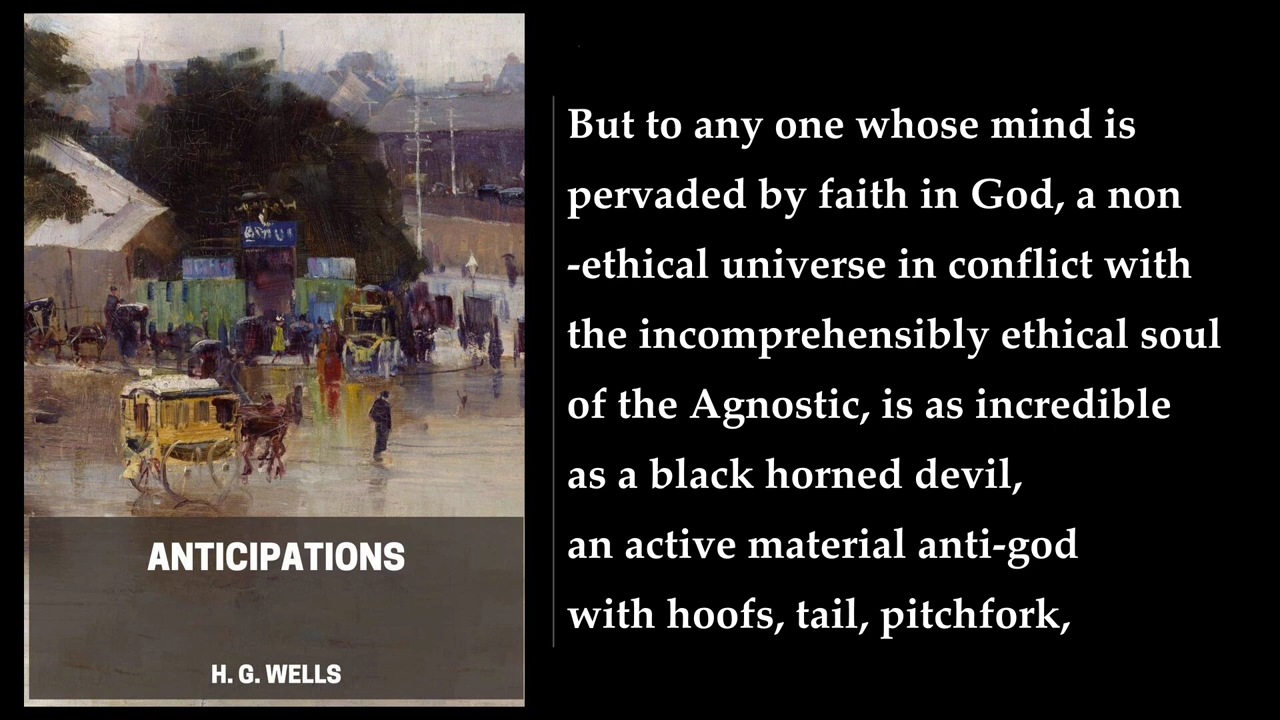 ANTICIPATIONS
H. G. WELLS
But to any one whose mind is
pervaded by faith in God, a non
-ethical universe in conflict with
the incomprehensibly ethical soul
of the Agnostic, is as incredible
as a black horned devil,
an active material anti-god
with hoofs, tail, pitchfork,